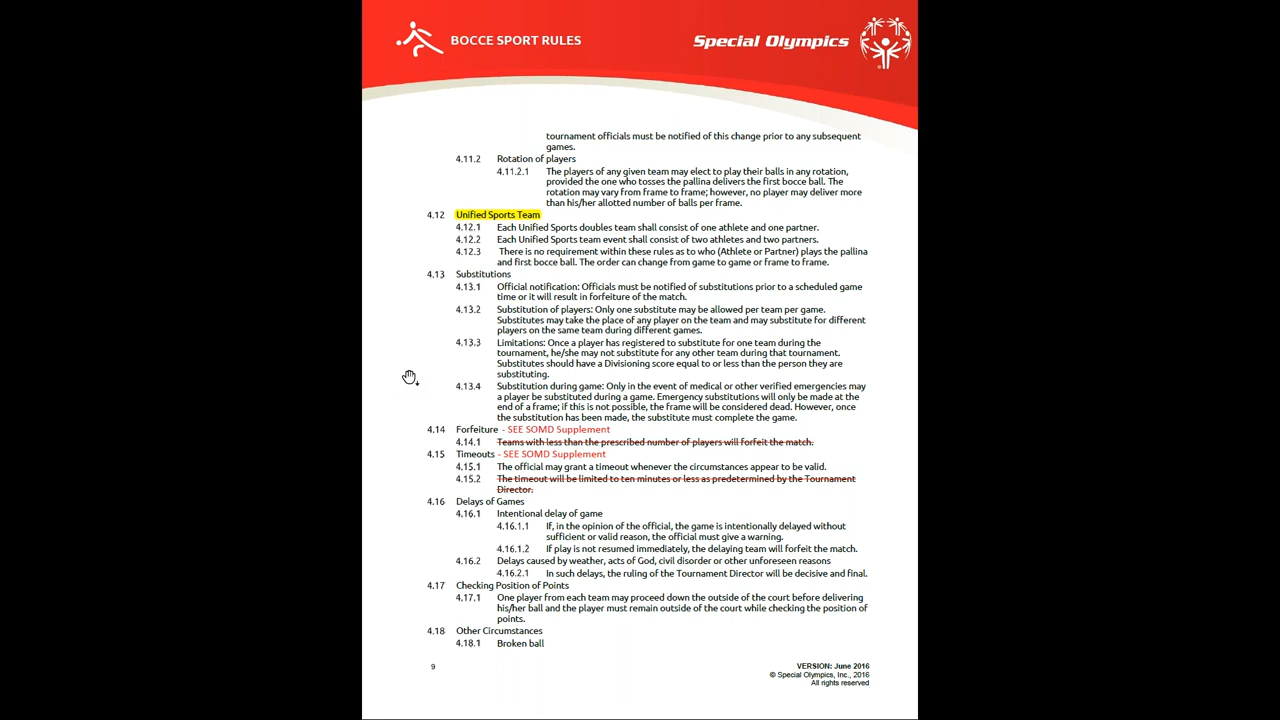 BOCCE SPORT RULES
Special Olympics
tournament officials must be notified of this change prior to any subsequent
games.
4.11.2 Rotation of players
4.11.2.1 The players of any given team may elect to play their balls in any rotation,
provided the one who tosses the pallina delivers the first bocce ball. The
rotation may vary from frame to frame; however, no player may deliver more
than his/her allotted number of balls per frame.
4.12 Unified Sports Team
4.12.1 Each Unified Sports doubles team shall consist of one athlete and one partner.
4.12.2 Each Unified Sports team event shall consist of two athletes and two partners.
4.12.3 There is no requirement within these rules as to who (Athlete or Partner) plays the pallina
and first bocce ball. The order can change from game to game or frame to frame.
4.13 Substitutions
4.13.1 Official notification: Officials must be notified of substitutions prior to a scheduled game
time or it will result in forfeiture of the match.
4.13.2 Substitution of players: Only one substitute may be allowed per team per game.
Substitutes may take the place of any player on the team and may substitute for different
players on the same team during different games.
4.13.3 Limitations: Once a player has registered to substitute for one team during the
tournament, he/she may not substitute for any other team during that tournament.
Substitutes should have a Divisioning score equal to or less than the person they are
substituting.
4.13.4 Substitution during game: Only in the event of medical or other verified emergencies may
a player be substituted during a game. Emergency substitutions will only be made at the
end of a frame; if this is not possible, the frame will be considered dead. However, once
the substitution has been made, the substitute must complete the game.
4.14 Forfeiture - SEE SOMD Supplement
4.14.1 Teams with less than the prescribed number of players will forfeit the match.
4.15 Timeouts - SEE SOMD Supplement
4.15.1 The official may grant a timeout whenever the circumstances appear to be valid.
4.15.2 The timeout will be limited to ten minutes or less as predetermined by the Tournament
Director.
4.16 Delays of Games
4.16.1 Intentional delay of game
4.16.1.1 If, in the opinion of the official, the game is intentionally delayed without
sufficient or valid reason, the official must give a warning.
4.16.1.2 If play is not resumed immediately, the delaying team will forfeit the match.
4.16.2 Delays caused by weather, acts of God, civil disorder or other unforeseen reasons
4.16.2.1 In such delays, the ruling of the Tournament Director will be decisive and final.
4.17 Checking Position of Points
4.17.1 One player from each team may proceed down the outside of the court before delivering
his/her ball and the player must remain outside of the court while checking the position of
points.
4.18 Other Circumstances
4.18.1 Broken ball
9
VERSION: June 2016
© Special Olympics, Inc., 2016
All rights reserved